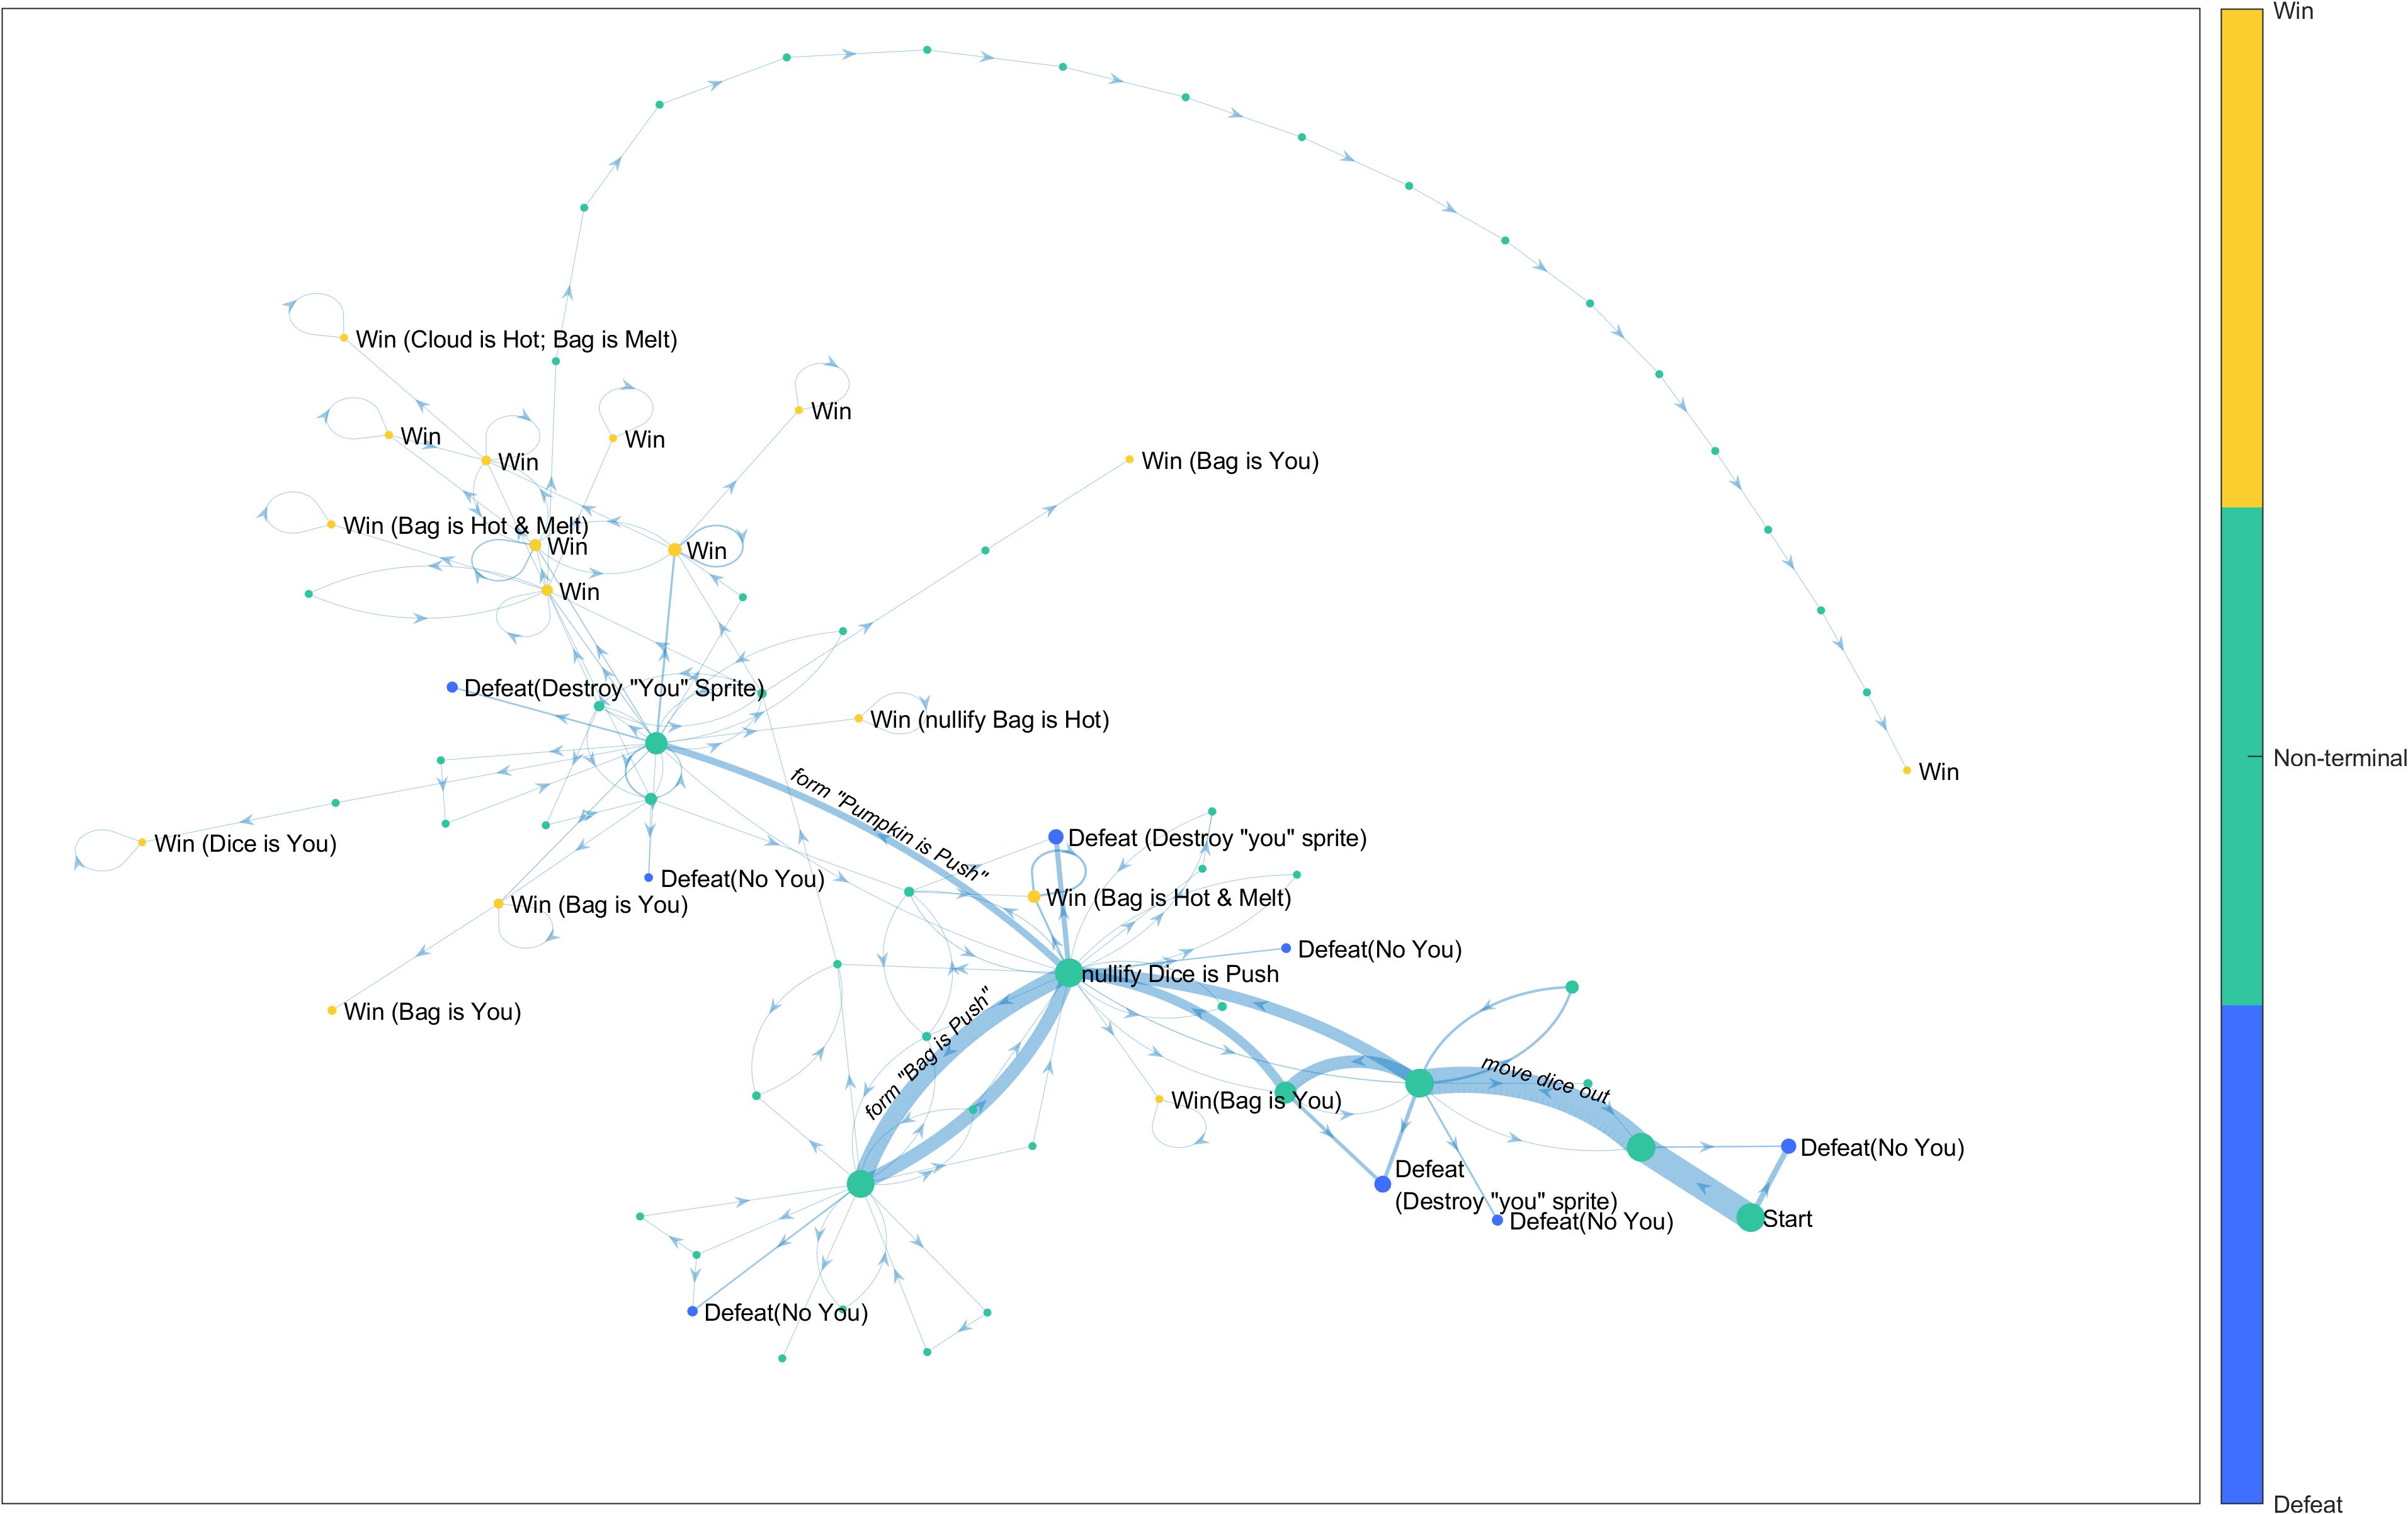 Win
Win (Cloud is Hot; Bag is Melt)
Win
Win
Win
Win
Win (Bag is You)
Win (Bag is Hot & Melt)
Win
Win
Win
Defeat(Destroy "You" Sprite)
Win (nullify Bag is Hot)
Non-terminal
Win
form "Pumpkin is Push"
Win (Dice is You)
Defeat (Destroy "you" sprite)
Defeat(No You)
Win (Bag is Hot & Melt)
Win (Bag is You)
Defeat(No You)
nullify Dice is Push
Win (Bag is You)
form "Bag is Push"
move dice out
Win(Bag is You)
Defeat(No You)
Defeat
(Destroy "you" sprite)
Defeat(No You)
Start
Defeat(No You)
Defeat